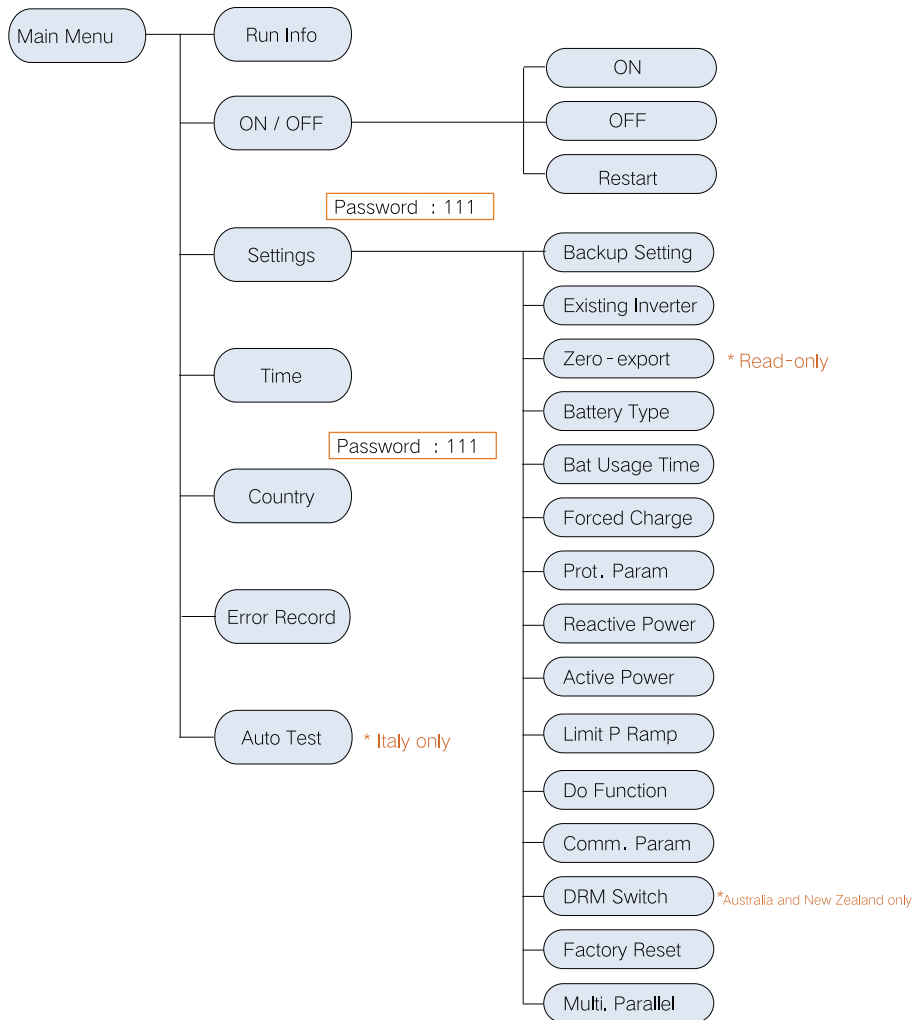 Main Menu
Run Info
ON / OFF
ON
OFF
Restart
Password : 111
Settings
Backup Setting
Existing Inverter
Zero-export
* Read-only
Battery Type
Bat Usage Time
Forced Charge
Prot. Param
Reactive Power
Active Power
Limit P Ramp
Do Function
Comm. Param
DRM Switch
*Australia and New Zealand only
Factory Reset
Multi. Parallel
Time
Password : 111
Country
Error Record
Auto Test
* Italy only